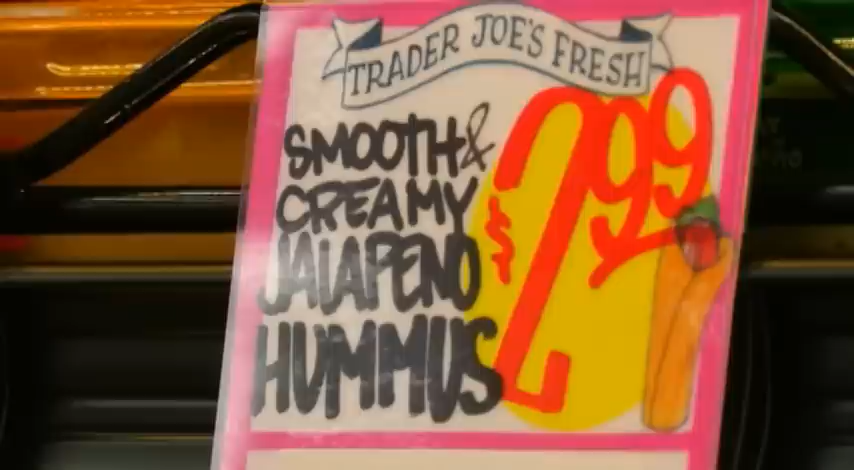 TRADER JOE'S FRESH
SMOOTH &
CREAMY
JALAPENO
HUMMUS
$2.99